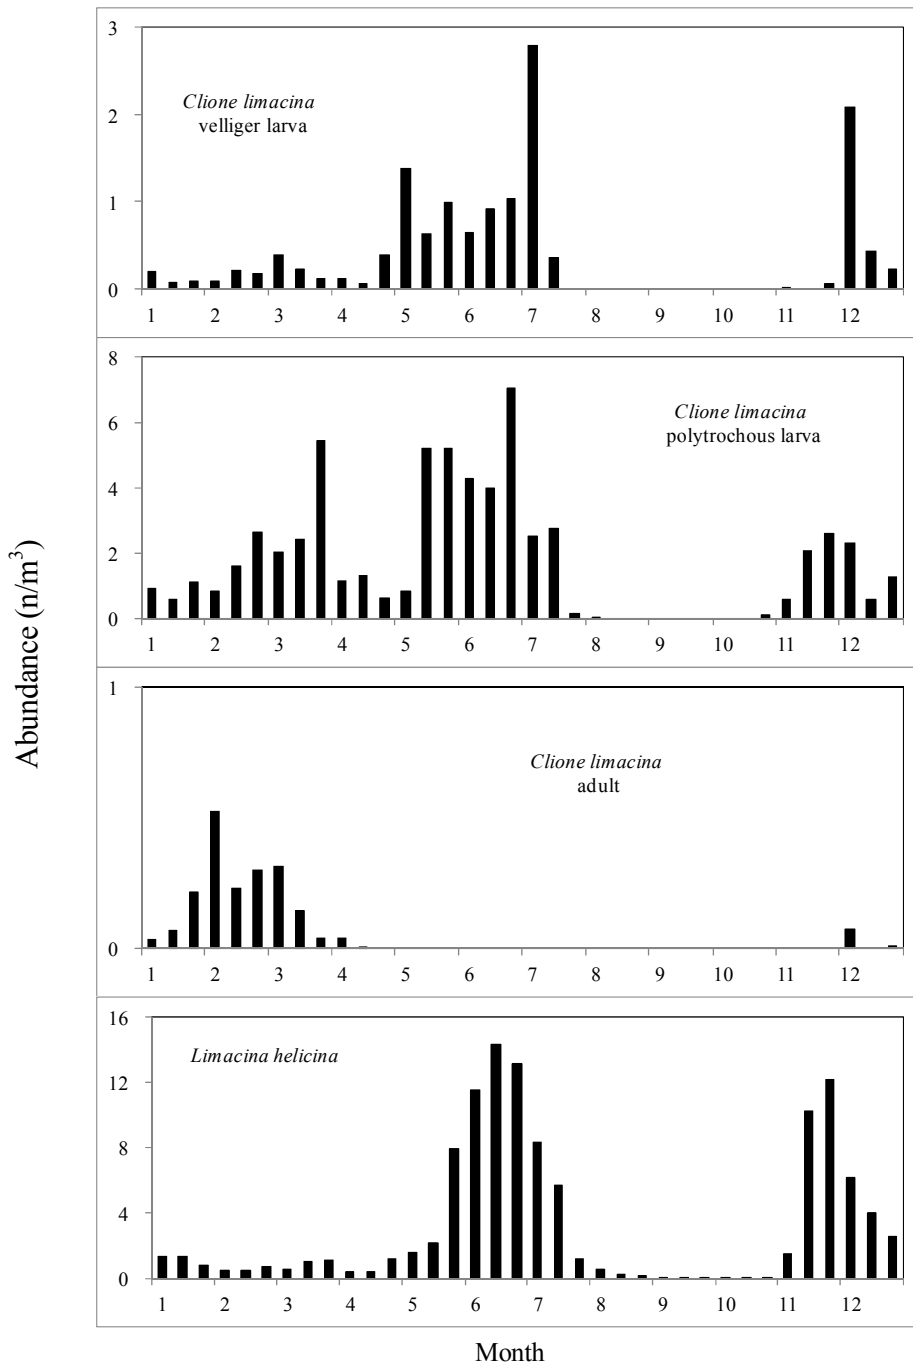 3
2
1
0
Clione limacina
velliger larva
1 2 3 4 5 6 7 8 9 10 11 12
8
6
4
2
0
Clione limacina
polytrochous larva
1 2 3 4 5 6 7 8 9 10 11 12
Abundance (n/m³)
1
0
Clione limacina
adult
1 2 3 4 5 6 7 8 9 10 11 12
16
12
8
4
0
Limacina helicina
1 2 3 4 5 6 7 8 9 10 11 12
Month